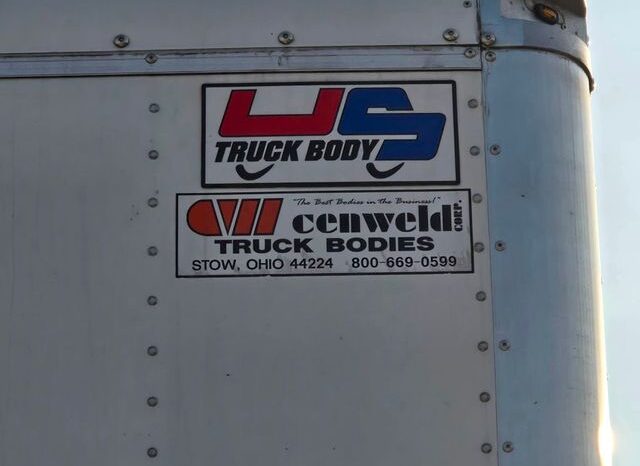 US
TRUCK BODY
"The Best Bodies in the Business!"
CW cenweld CORP.
TRUCK BODIES
STOW, OHIO 44224 800-669-0599